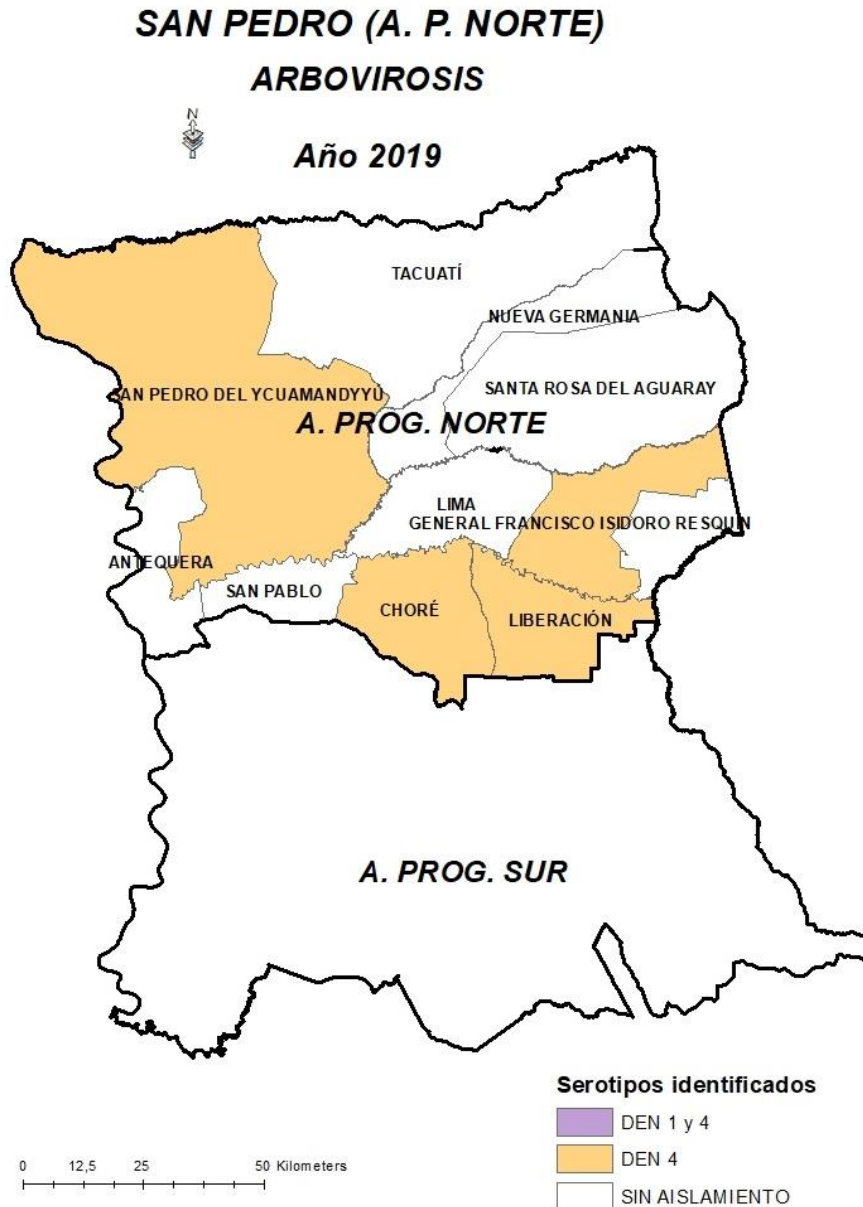 SAN PEDRO (A. P. NORTE)
ARBOVIROSIS
N
Año 2019
TACUATÍ
NUEVA GERMANIA
SAN PEDRO DEL YCUAMANDYYÚ
SANTA ROSA DEL AGUARAY
A. PROG. NORTE
LIMA
GENERAL FRANCISCO ISIDORO RESQUIN
ANTEQUERA
SAN PABLO
CHORÉ
LIBERACIÓN
A. PROG. SUR
Serotipos identificados
DEN 1 y 4
DEN 4
SIN AISLAMIENTO
0 12,5 25 50 Kilometers